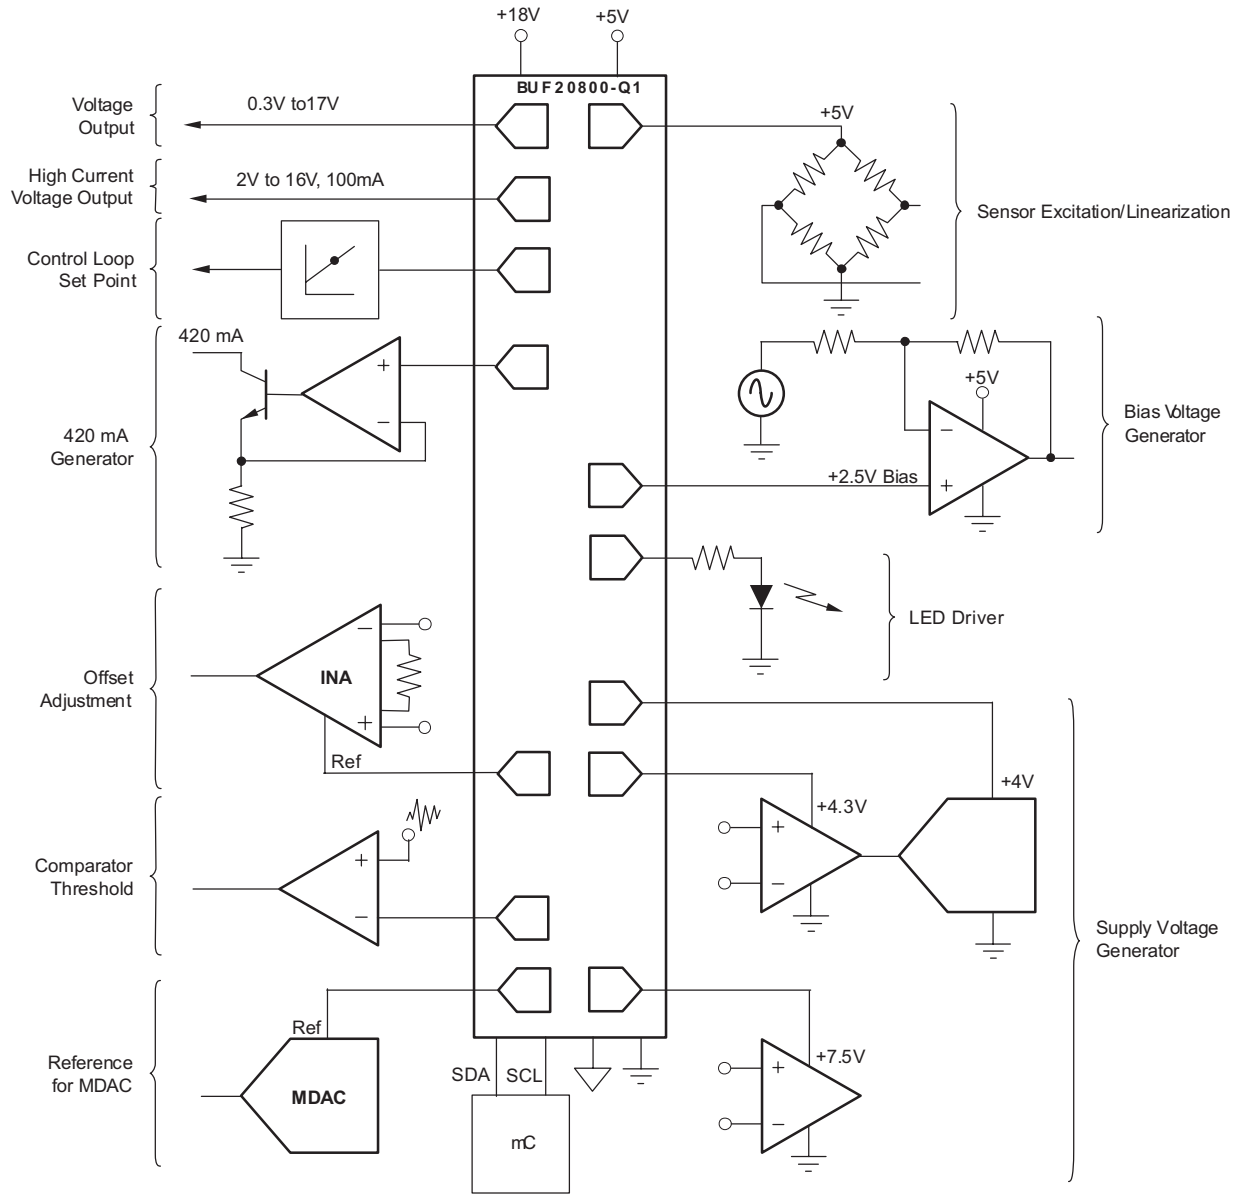 +18V
+5V
BUF20800-Q1
Voltage
Output
0.3V to17V
High Current
Voltage Output
2V to 16V, 100mA
Control Loop
Set Point
420 mA
+
−
420 mA
Generator
Offset
Adjustment
−
INA
+
Ref
Comparator
Threshold
+
−
Reference
for MDAC
Ref
MDAC
SDA
SCL
mC
+5V
Sensor Excitation/Linearization
+5V
−
+2.5V Bias
+
Bias Voltage
Generator
LED Driver
+4V
+4.3V
+
−
Supply Voltage
Generator
+7.5V
+
−